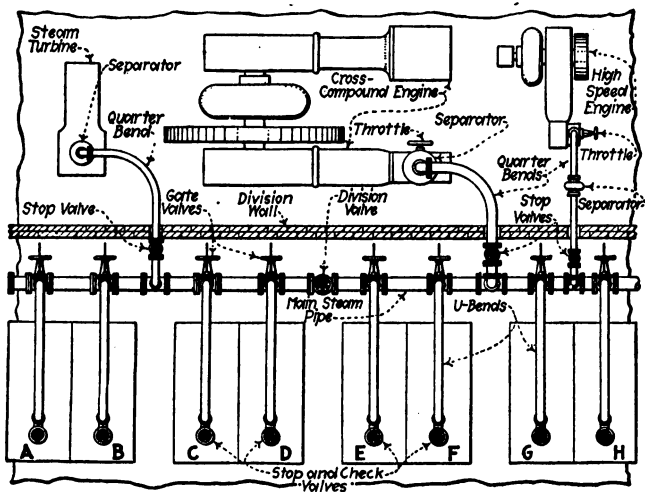 Steam
Turbine
Separator
Quarter
Bend
Cross-
Compound Engine
Throttle
Separator
High
Speed
Engine
Throttle
Quarter
Bends
Separator
Stop Valve
Gate
Valves
Division
Wall
Division
Valve
Stop
Valves
Main Steam
Pipe
U-Bends
A
B
C
D
E
F
G
H
Stop and Check
Valves